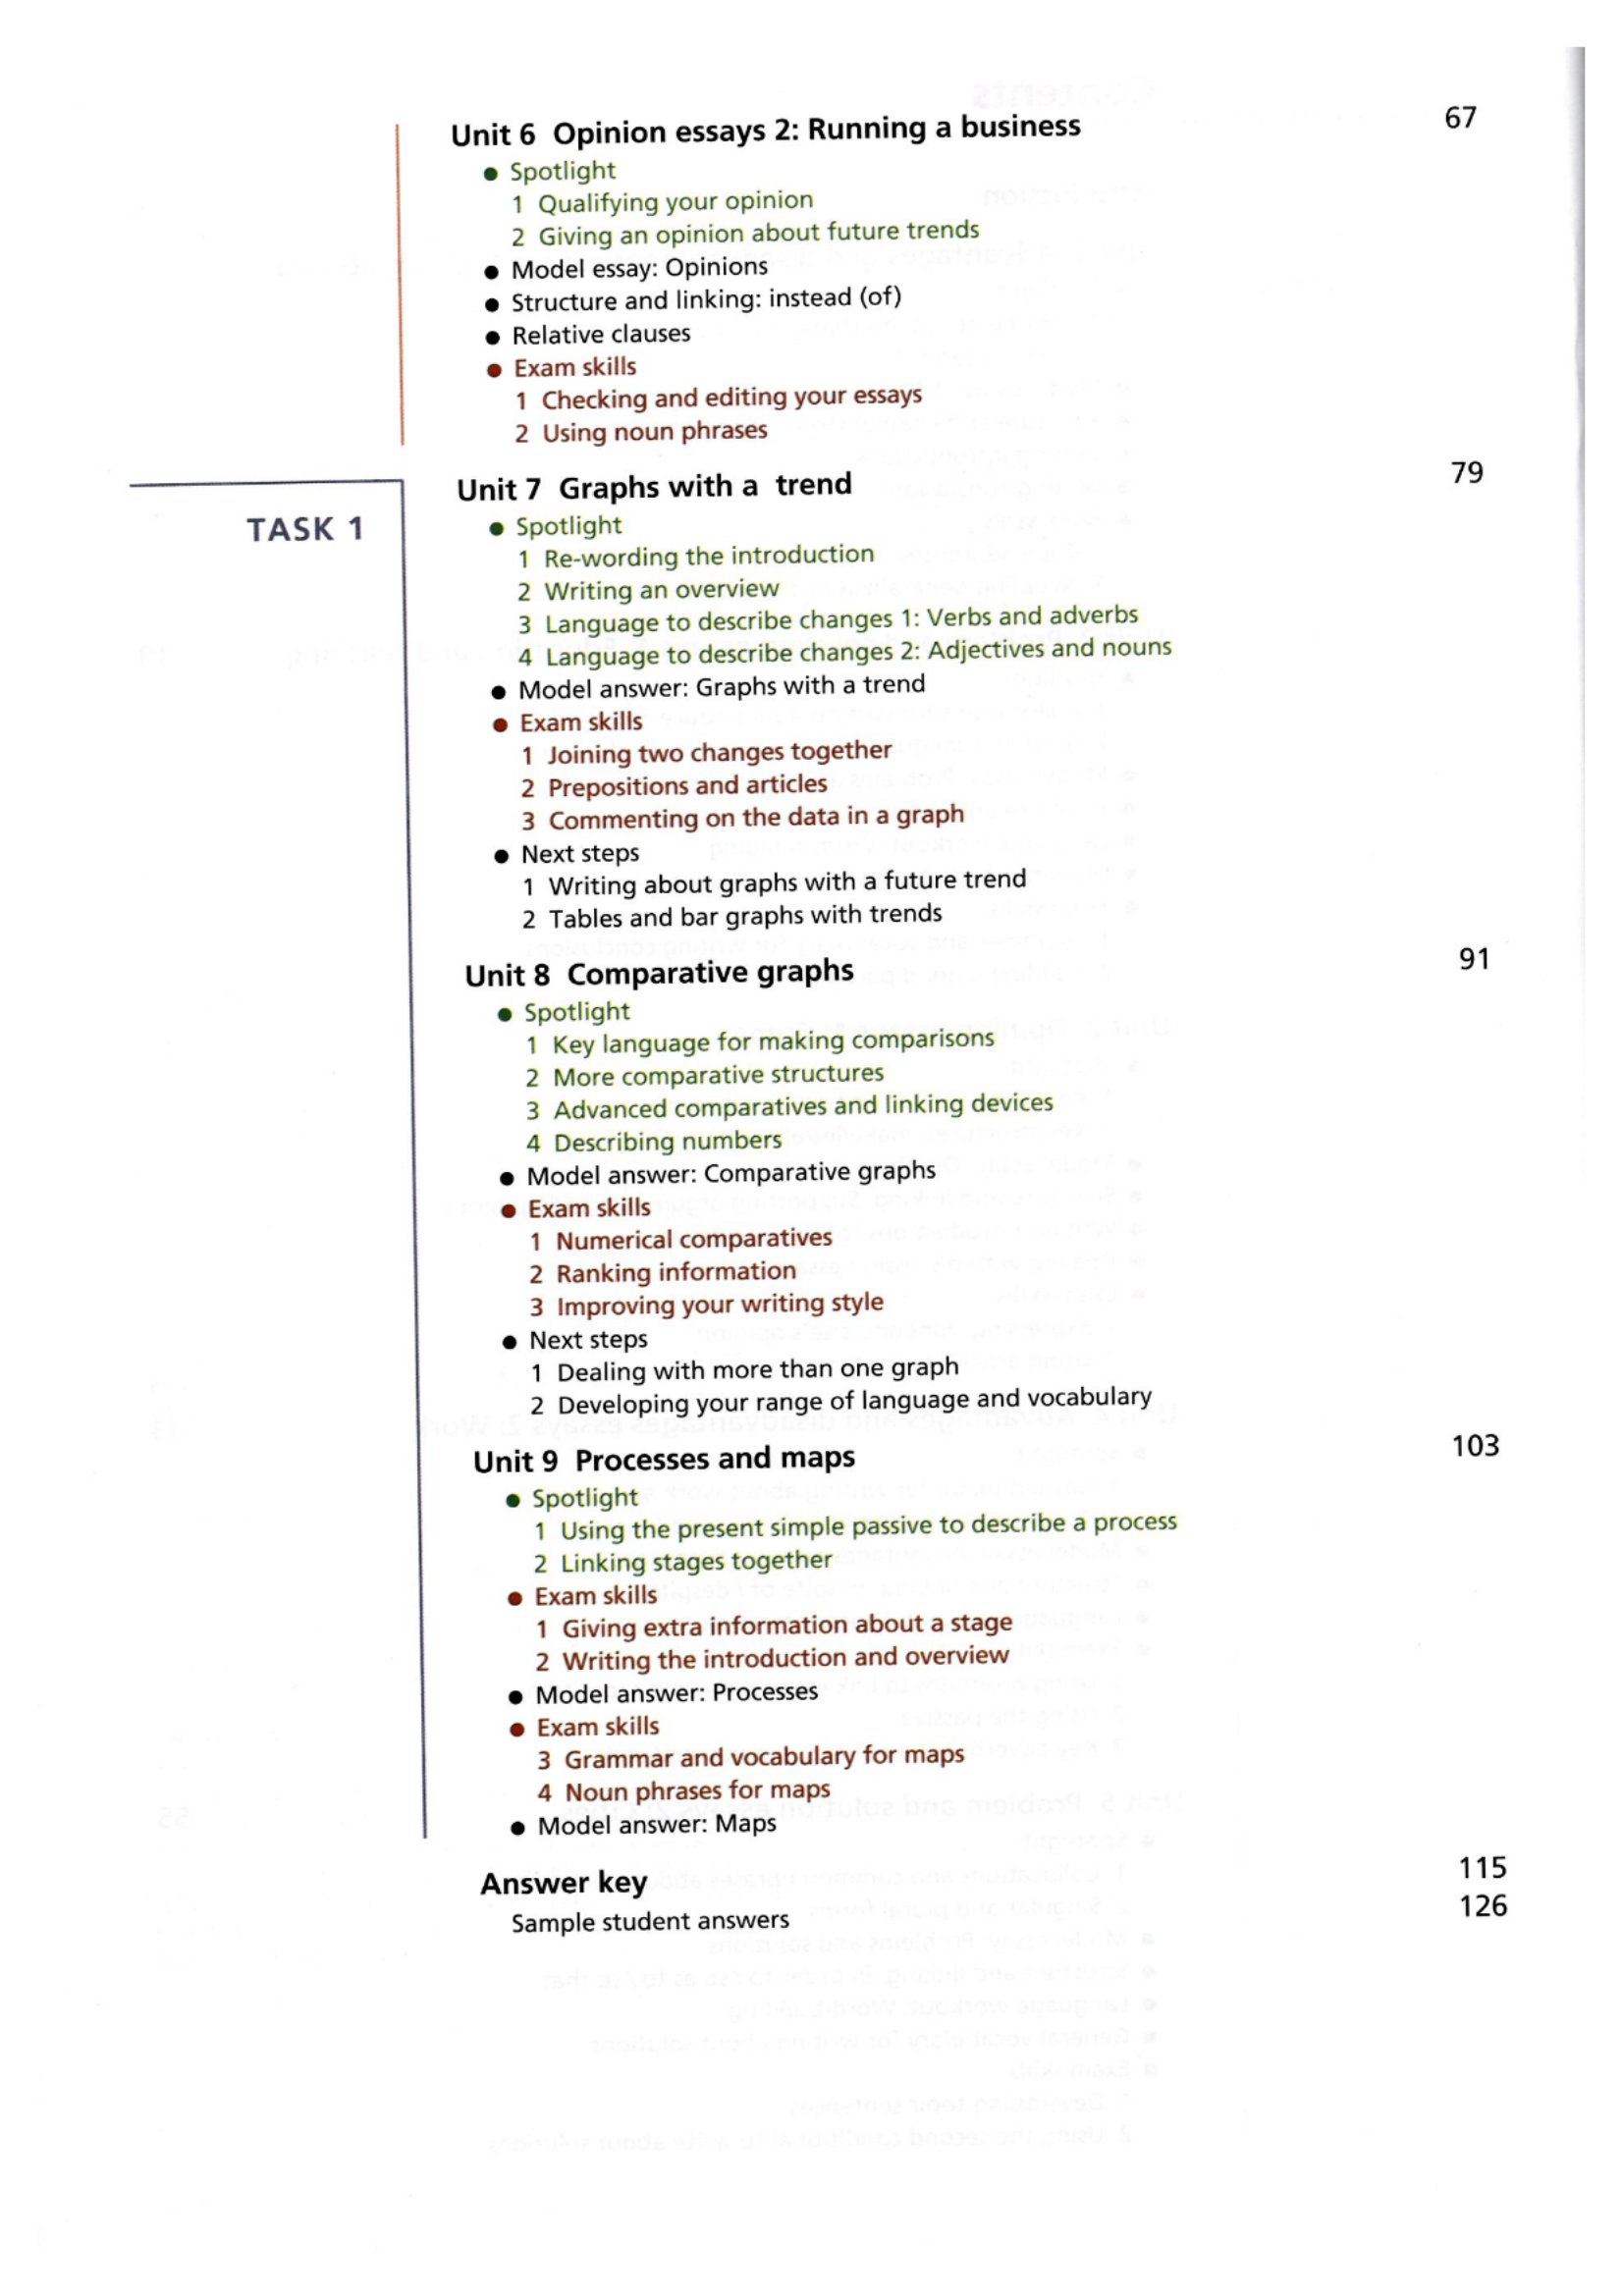 Unit 6 Opinion essays 2: Running a business 67
● Spotlight
1 Qualifying your opinion
2 Giving an opinion about future trends
● Model essay: Opinions
● Structure and linking: instead (of)
● Relative clauses
● Exam skills
1 Checking and editing your essays
2 Using noun phrases
TASK 1
Unit 7 Graphs with a trend 79
● Spotlight
1 Re-wording the introduction
2 Writing an overview
3 Language to describe changes 1: Verbs and adverbs
4 Language to describe changes 2: Adjectives and nouns
● Model answer: Graphs with a trend
● Exam skills
1 Joining two changes together
2 Prepositions and articles
3 Commenting on the data in a graph
● Next steps
1 Writing about graphs with a future trend
2 Tables and bar graphs with trends
Unit 8 Comparative graphs 91
● Spotlight
1 Key language for making comparisons
2 More comparative structures
3 Advanced comparatives and linking devices
4 Describing numbers
● Model answer: Comparative graphs
● Exam skills
1 Numerical comparatives
2 Ranking information
3 Improving your writing style
● Next steps
1 Dealing with more than one graph
2 Developing your range of language and vocabulary
Unit 9 Processes and maps 103
● Spotlight
1 Using the present simple passive to describe a process
2 Linking stages together
● Exam skills
1 Giving extra information about a stage
2 Writing the introduction and overview
● Model answer: Processes
● Exam skills
3 Grammar and vocabulary for maps
4 Noun phrases for maps
● Model answer: Maps
Answer key 115
Sample student answers 126